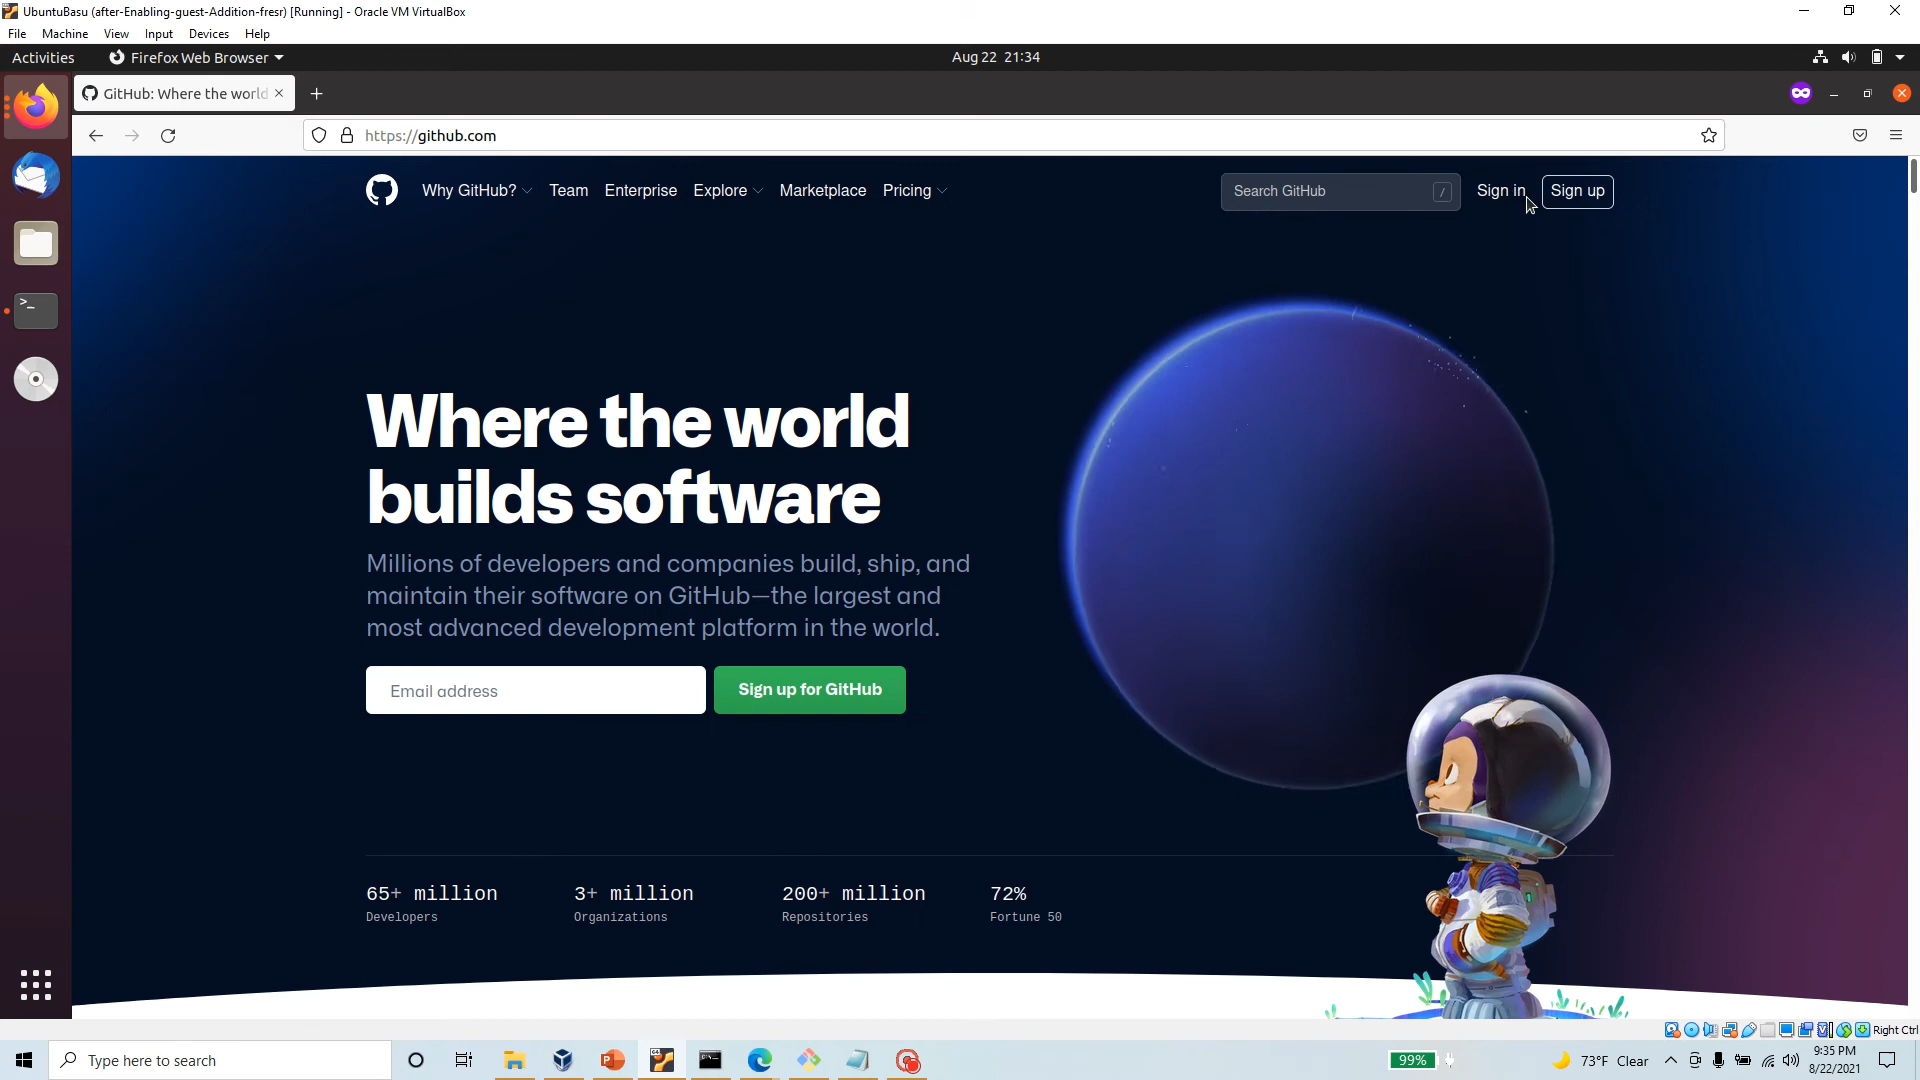 UbuntuBasu (after-Enabling-guest-Addition-fresr) [Running] - Oracle VM VirtualBox
File Machine View Input Devices Help
Activities Firefox Web Browser Aug 22 21:34
GitHub: Where the world
https://github.com
Why GitHub? Team Enterprise Explore Marketplace Pricing Search GitHub / Sign in Sign up
Where the world
builds software
Millions of developers and companies build, ship, and
maintain their software on GitHub—the largest and
most advanced development platform in the world.
Email address Sign up for GitHub
65+ million 3+ million 200+ million 72%
Developers Organizations Repositories Fortune 50
Right Ctrl
Type here to search 99% 73°F Clear 9:35 PM
8/22/2021